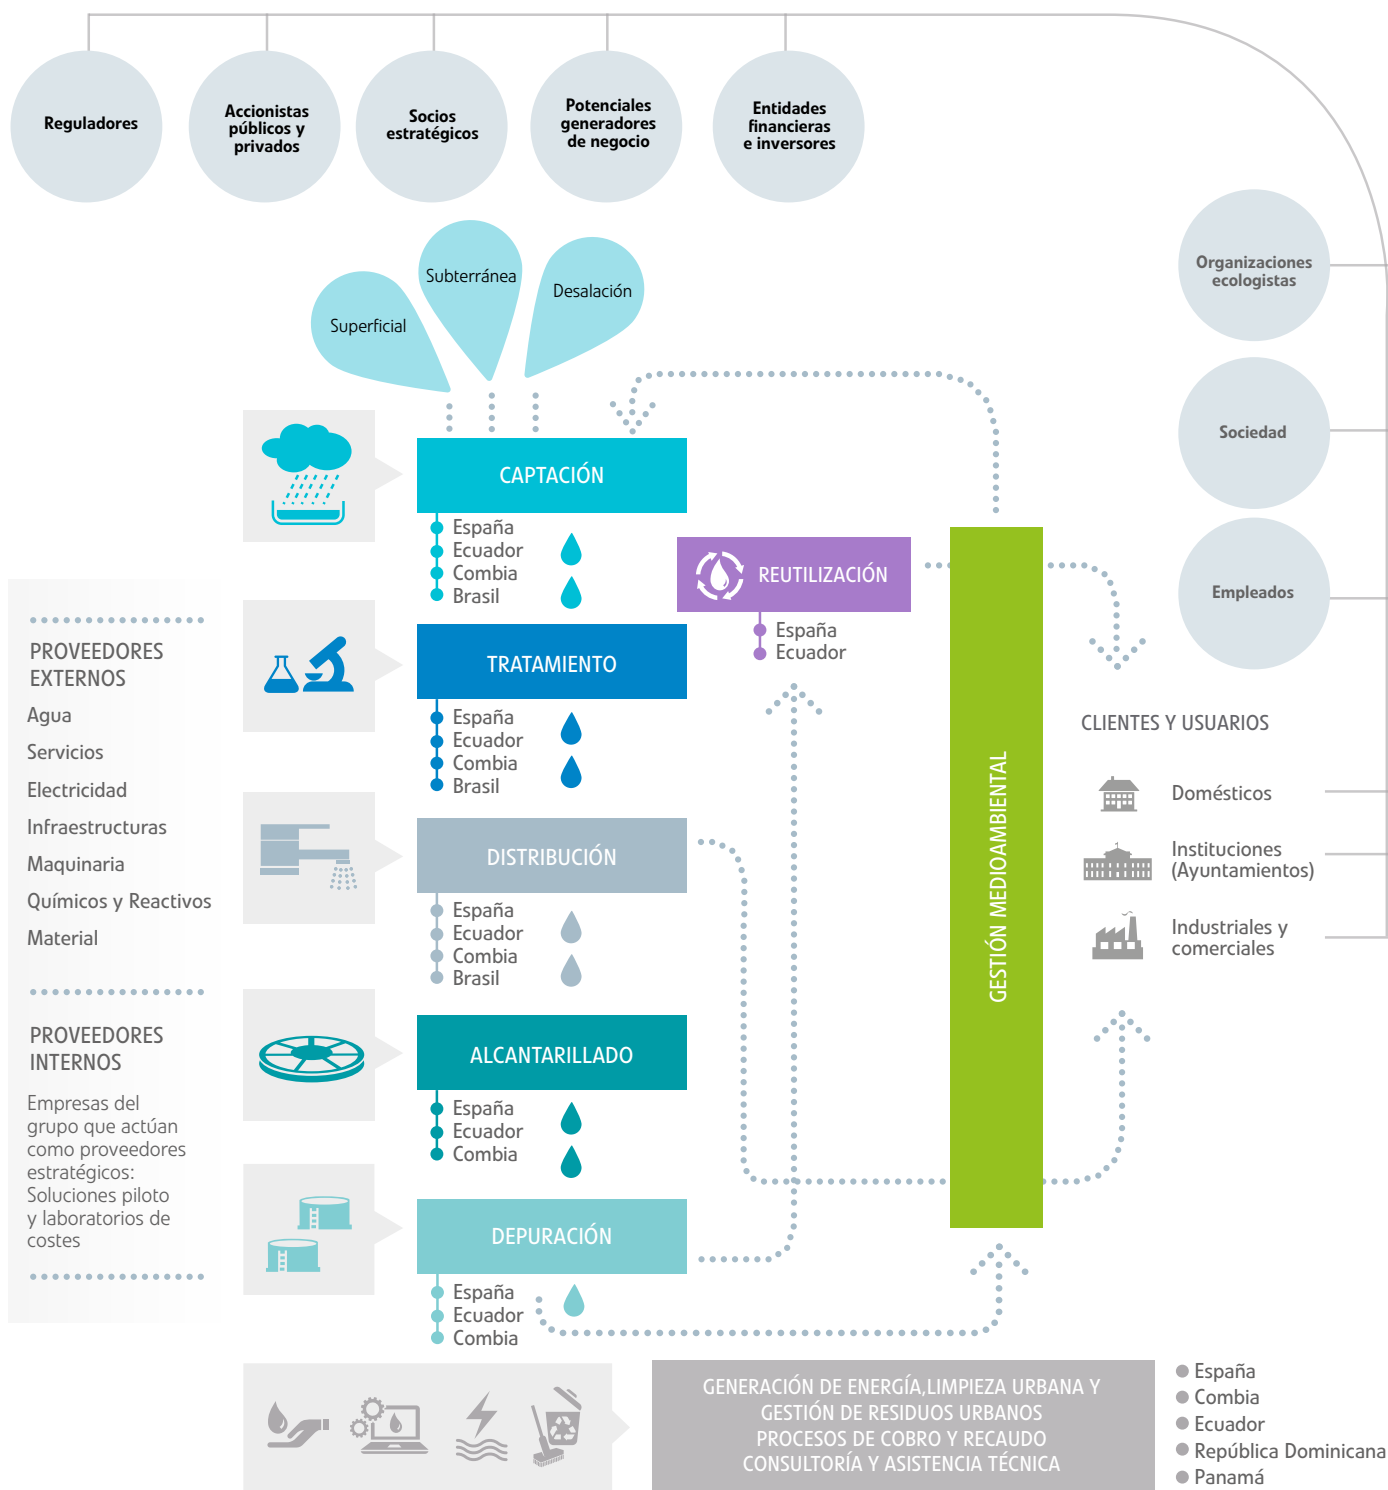 Reguladores
Accionistas
públicos y
privados
Socios
estratégicos
Potenciales
generadores
de negocio
Entidades
financieras
e inversores
Organizaciones
ecologistas
Sociedad
Empleados
Superficial
Subterránea
Desalación
CAPTACIÓN
España
Ecuador
Combia
Brasil
REUTILIZACIÓN
España
Ecuador
TRATAMIENTO
España
Ecuador
Combia
Brasil
DISTRIBUCIÓN
España
Ecuador
Combia
Brasil
ALCANTARILLADO
España
Ecuador
Combia
DEPURACIÓN
España
Ecuador
Combia
PROVEEDORES
EXTERNOS
Agua
Servicios
Electricidad
Infraestructuras
Maquinaria
Químicos y Reactivos
Material
PROVEEDORES
INTERNOS
Empresas del
grupo que actúan
como proveedores
estratégicos:
Soluciones piloto
y laboratorios de
costes
GESTIÓN MEDIOAMBIENTAL
CLIENTES Y USUARIOS
Domésticos
Instituciones
(Ayuntamientos)
Industriales y
comerciales
GENERACIÓN DE ENERGÍA,LIMPIEZA URBANA Y
GESTIÓN DE RESIDUOS URBANOS
PROCESOS DE COBRO Y RECAUDO
CONSULTORÍA Y ASISTENCIA TÉCNICA
España
Combia
Ecuador
República Dominicana
Panamá